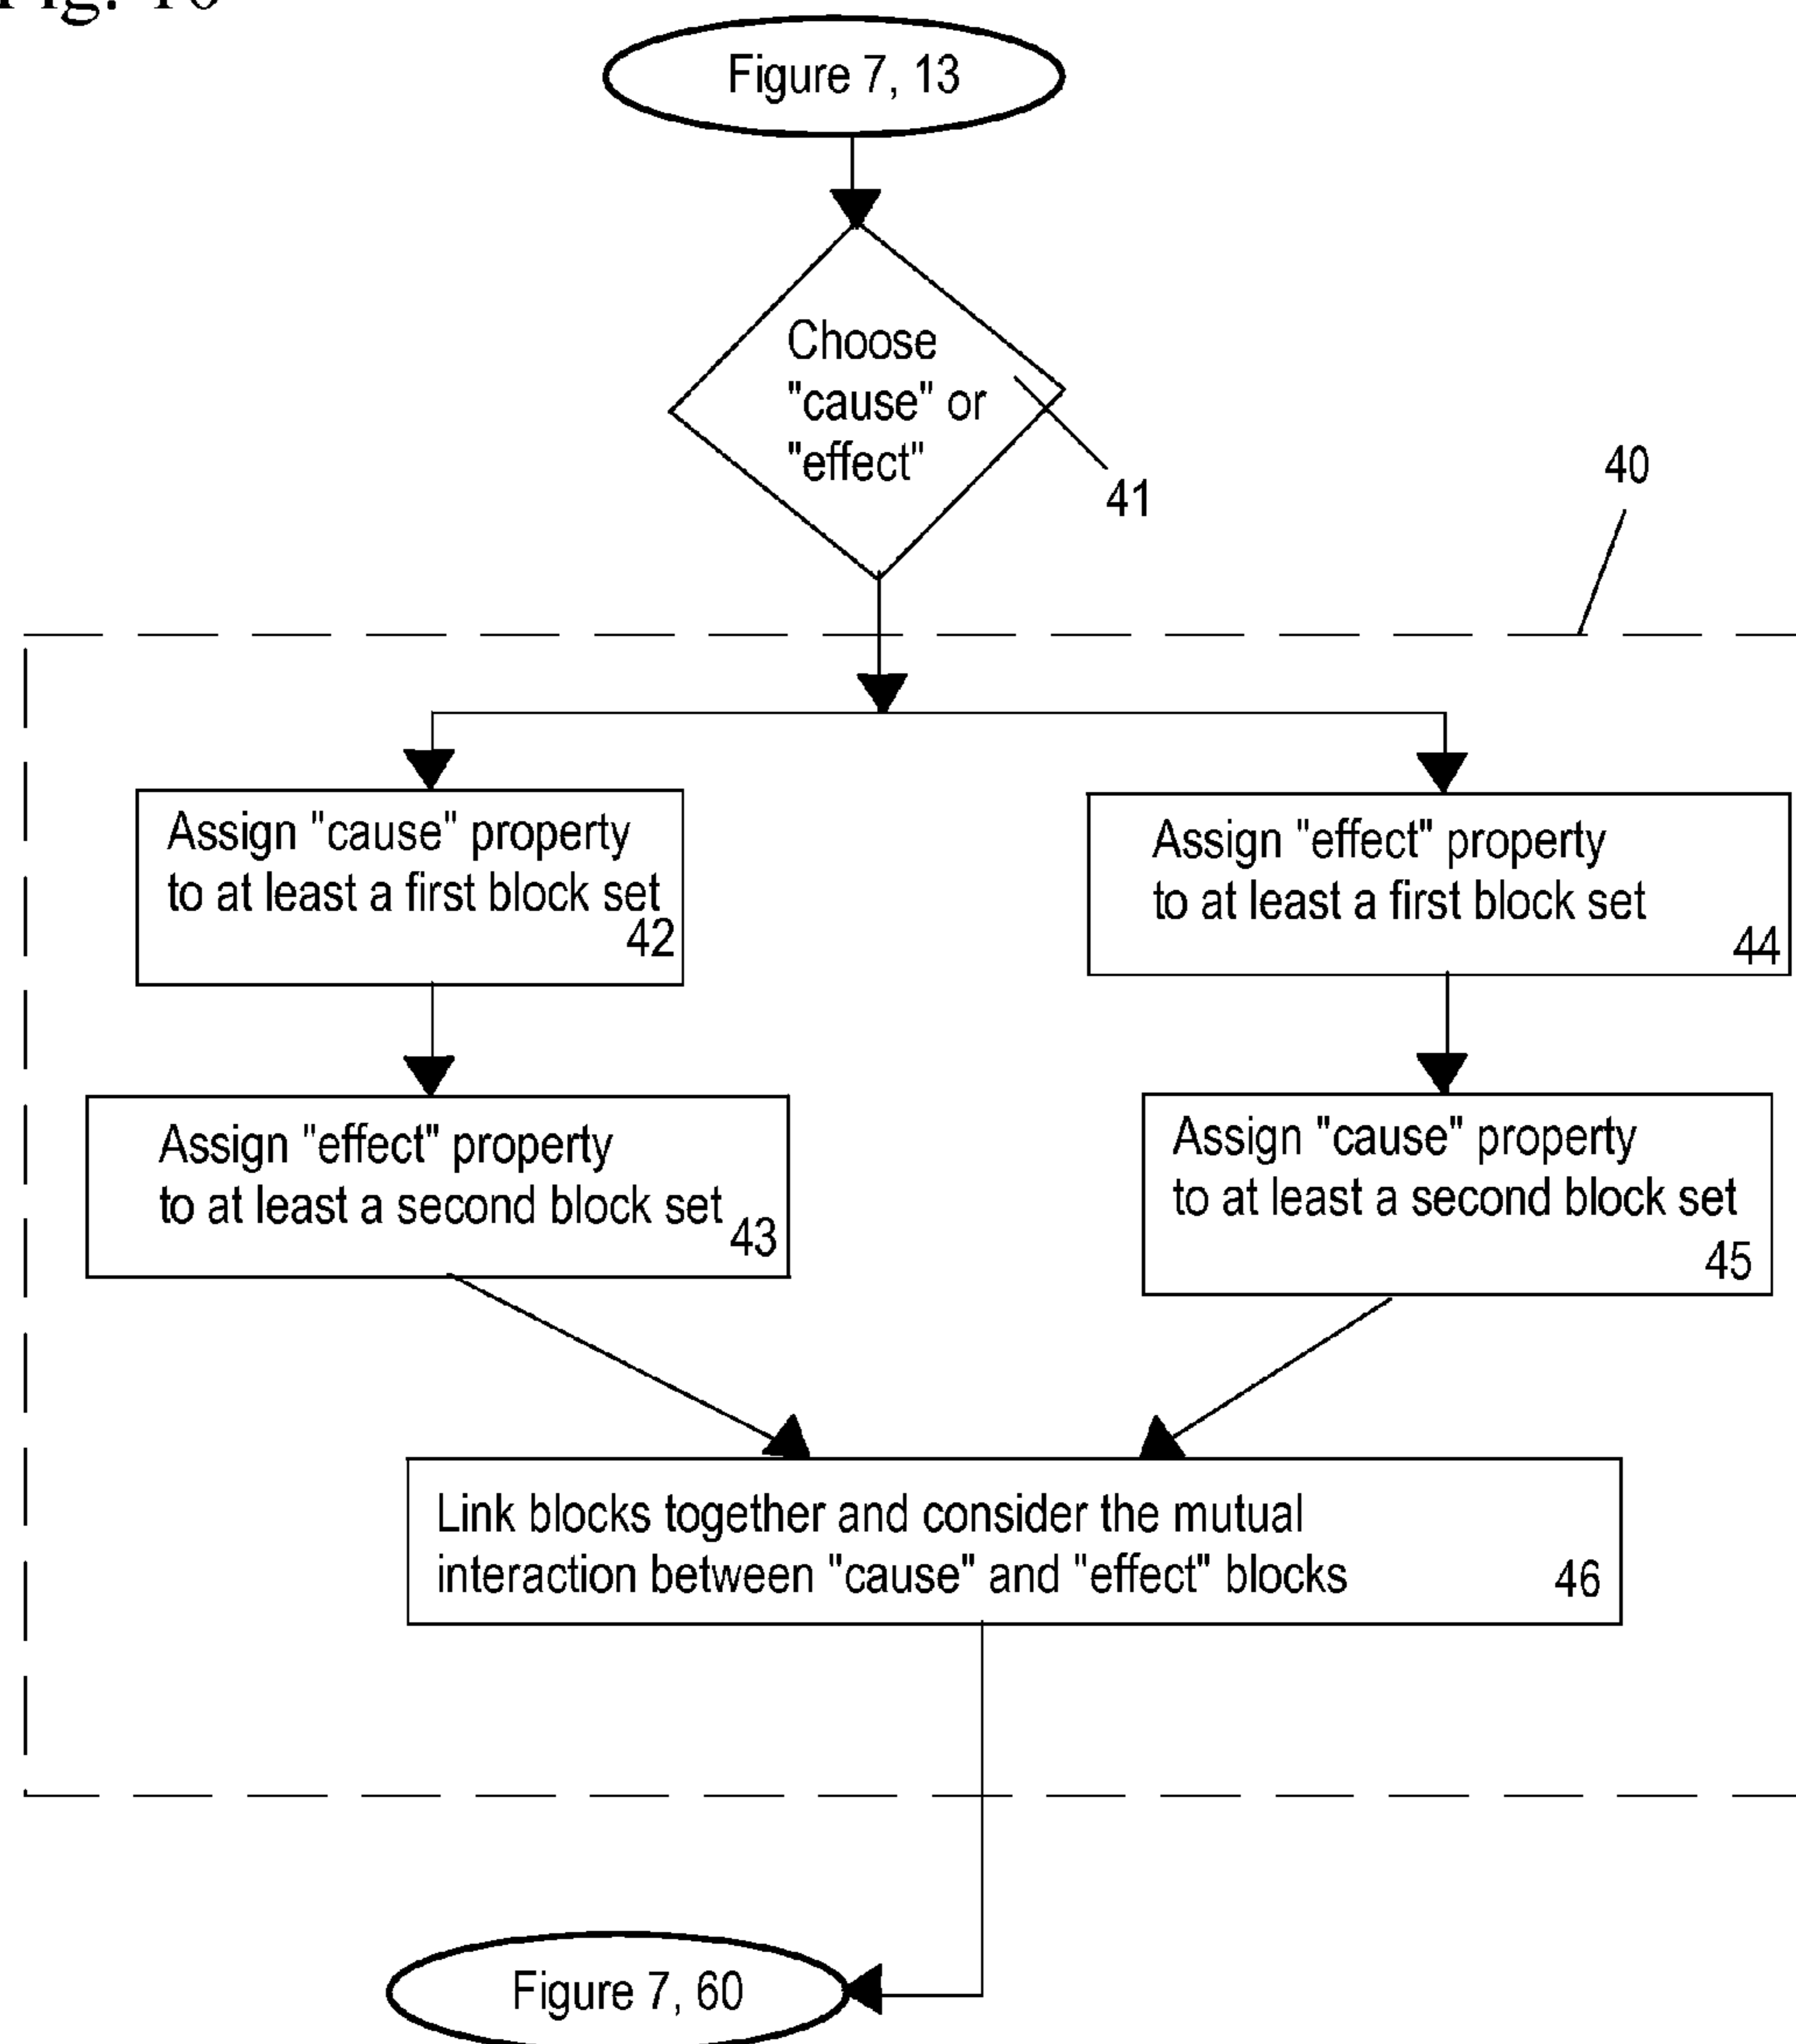 Figure 7, 13
Choose
"cause" or
"effect"
41
40
Assign "cause" property
to at least a first block set
42
Assign "effect" property
to at least a first block set
44
Assign "effect" property
to at least a second block set
43
Assign "cause" property
to at least a second block set
45
Link blocks together and consider the mutual
interaction between "cause" and "effect" blocks
46
Figure 7, 60